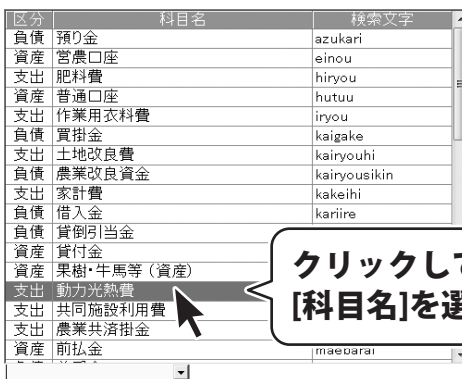 区分 科目名 検索文字
負債 預り金 azukari
資産 営農口座 einou
支出 肥料費 hiryou
資産 普通口座 hutuu
支出 作業用衣料費 iryou
負債 買掛金 kaigake
支出 土地改良費 kairyouhi
負債 農業改良資金 kairyousikin
支出 家計費 kakeihi
負債 借入金 kariire
負債 貸倒引当金
資産 貸付金
資産 果樹・牛馬等（資産）
支出 動力光熱費
支出 共同施設利用費
支出 農業共済掛金
資産 前払金 maebarai
クリックして
[科目名]を選